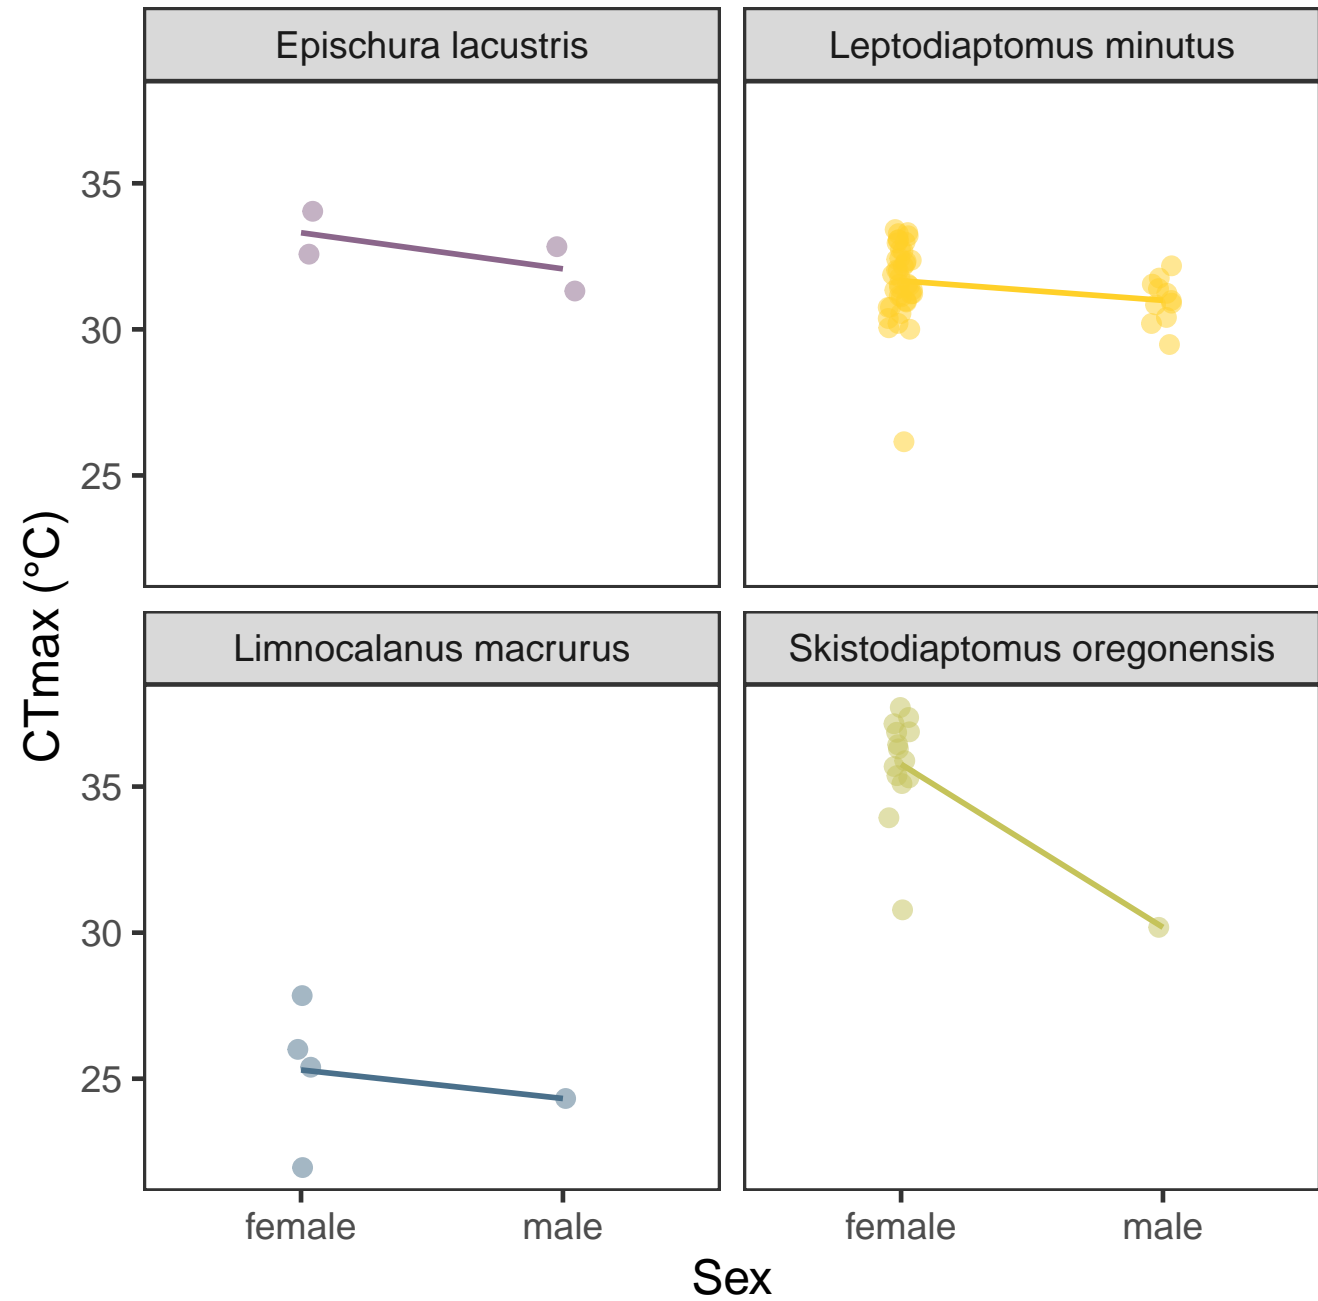 Epischura lacustris
Leptodiaptomus minutus
35
30
25
CTmax (°C)
Limnocalanus macrurus
Skistodiaptomus oregonensis
35
30
25
female
male
female
male
Sex